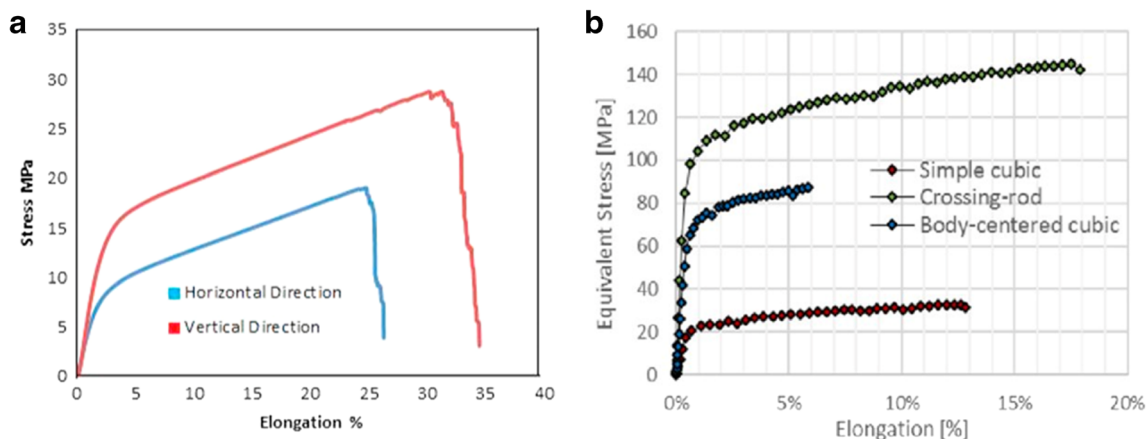 a
35
30
25
20
15
10
5
0
Stress MPa
Horizontal Direction
Vertical Direction
0 5 10 15 20 25 30 35 40
Elongation %
b
160
140
120
100
80
60
40
20
0
Equivalent Stress [MPa]
Simple cubic
Crossing-rod
Body-centered cubic
0% 5% 10% 15% 20%
Elongation [%]